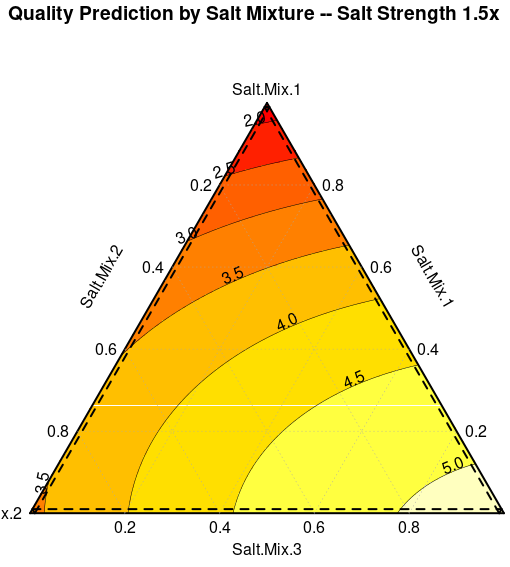 Quality Prediction by Salt Mixture -- Salt Strength 1.5x
Salt.Mix.1
2.0
2.5
0.2 0.8
3.0
Salt.Mix.2 0.4 3.5 0.6 Salt.Mix.1
4.0
0.6 0.4
4.5
0.8 0.2
5.0
3.5
x.2
0.2 0.4 0.6 0.8
Salt.Mix.3